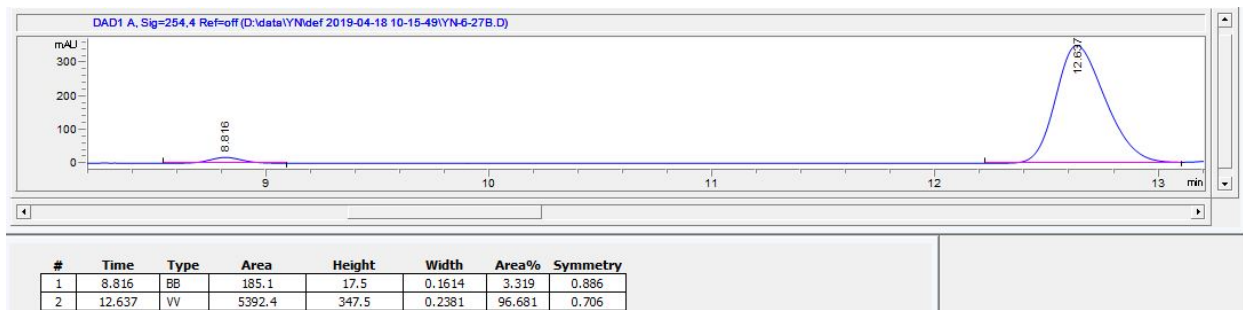 DAD1 A, Sig=254,4 Ref=off (D:\data\YN\def 2019-04-18 10-15-49\YN-6-27B.D)
mAU
300
200
100
0
8.816
12.637
9 10 11 12 13 min
# Time Type Area Height Width Area% Symmetry
1 8.816 BB 185.1 17.5 0.1614 3.319 0.886
2 12.637 VV 5392.4 347.5 0.2381 96.681 0.706